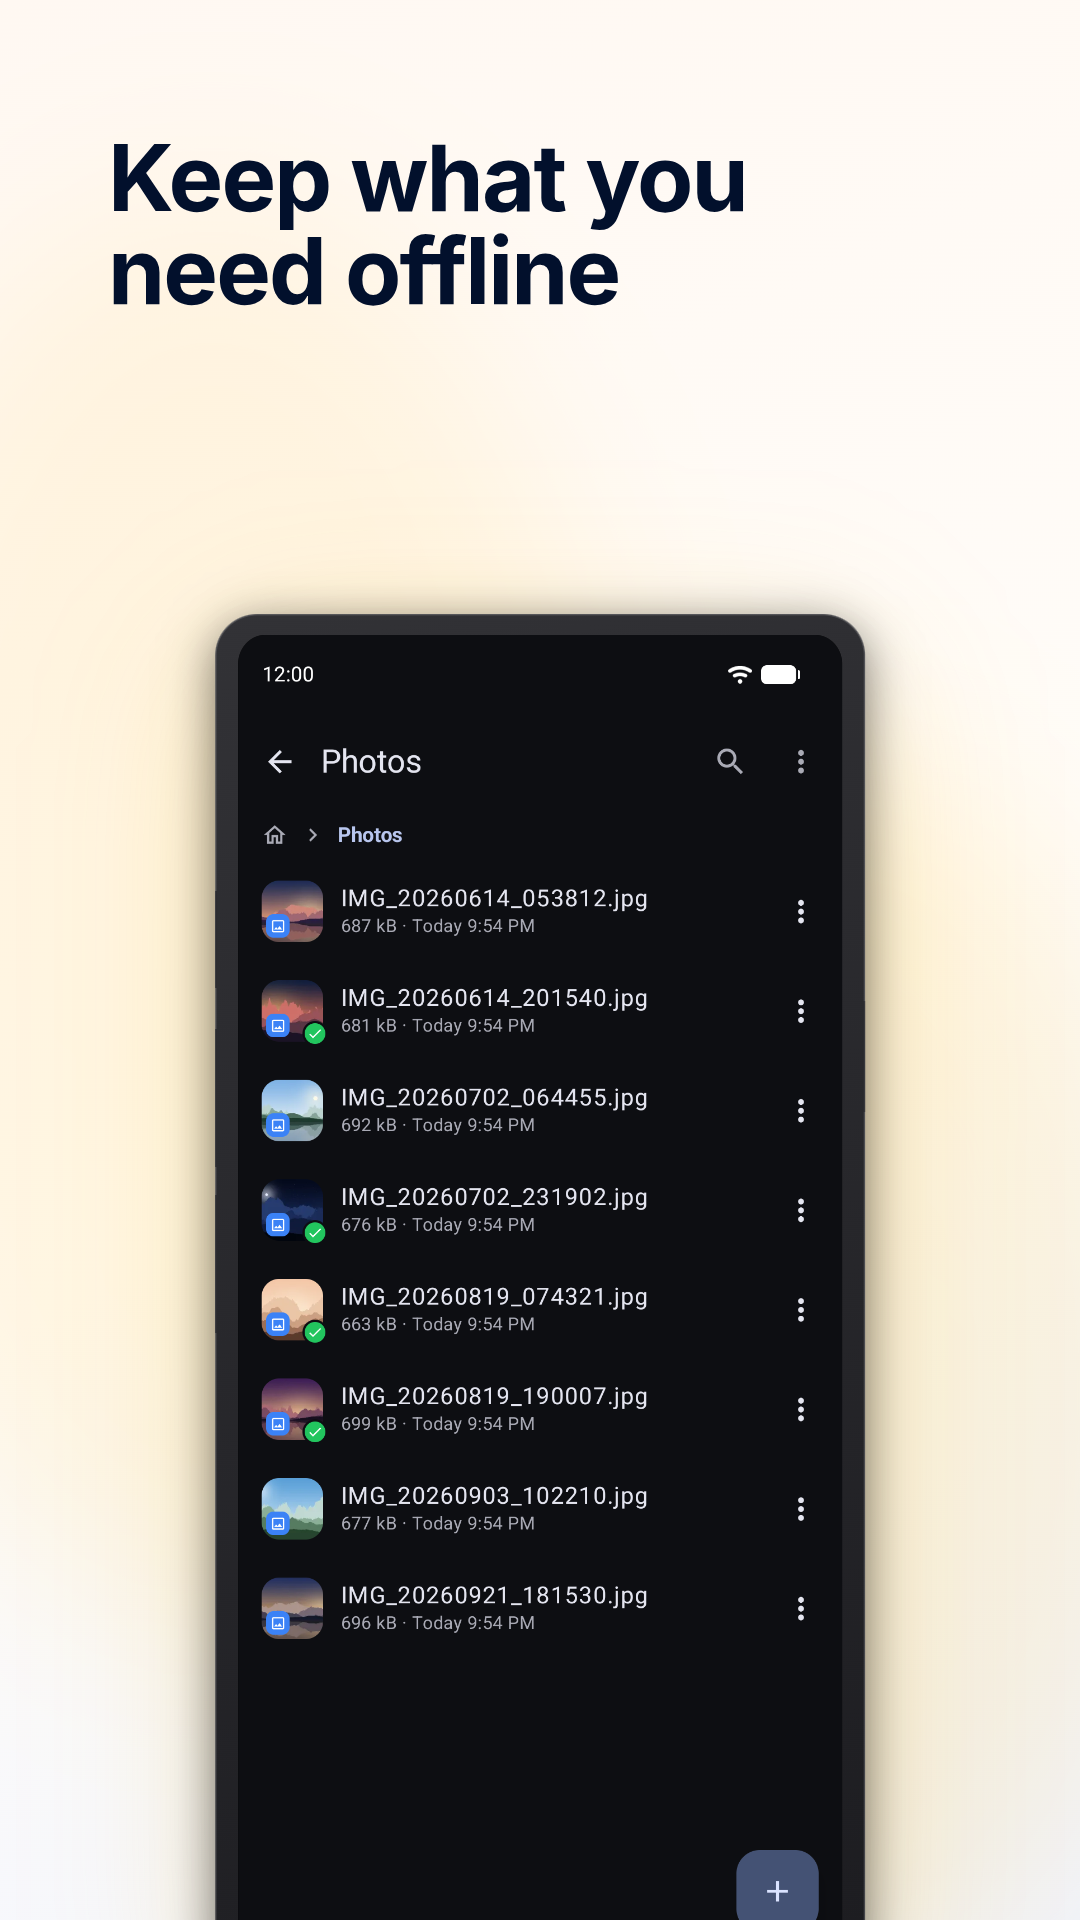 Keep what you
need offline
12:00
Photos
Photos
IMG_20260614_053812.jpg
687 kB · Today 9:54 PM
IMG_20260614_201540.jpg
681 kB · Today 9:54 PM
IMG_20260702_064455.jpg
692 kB · Today 9:54 PM
IMG_20260702_231902.jpg
676 kB · Today 9:54 PM
IMG_20260819_074321.jpg
663 kB · Today 9:54 PM
IMG_20260819_190007.jpg
699 kB · Today 9:54 PM
IMG_20260903_102210.jpg
677 kB · Today 9:54 PM
IMG_20260921_181530.jpg
696 kB · Today 9:54 PM